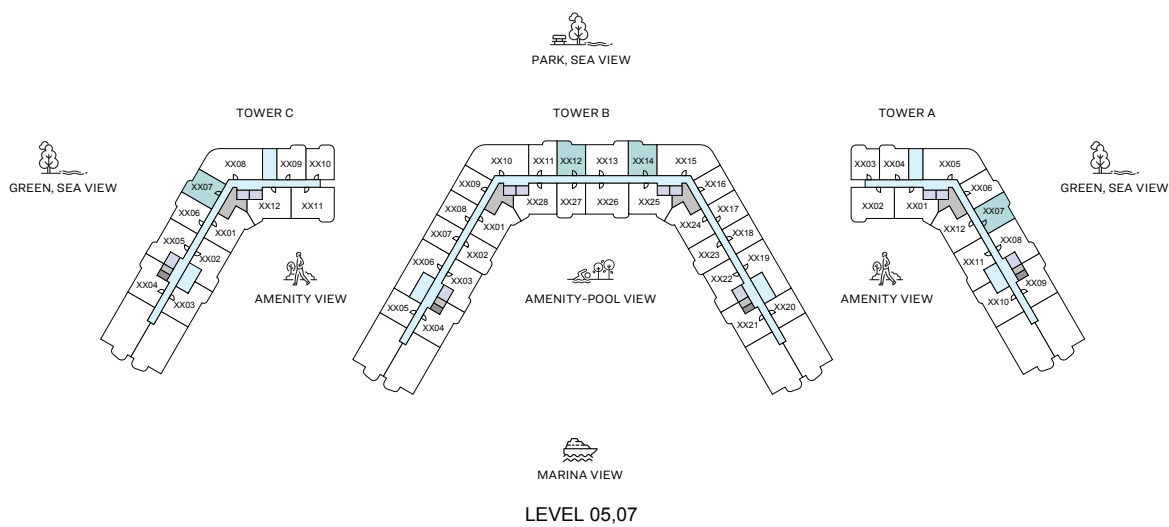 PARK, SEA VIEW
TOWER C
TOWER B
TOWER A
GREEN, SEA VIEW
GREEN, SEA VIEW
XX08
XX09
XX10
XX07
XX06
XX05
XX04
XX12
XX11
XX01
XX02
XX03
AMENITY VIEW
XX10
XX11
XX12
XX13
XX14
XX15
XX09
XX08
XX07
XX06
XX05
XX28
XX27
XX26
XX25
XX01
XX02
XX03
XX04
XX16
XX17
XX18
XX19
XX20
XX24
XX23
XX22
XX21
AMENITY-POOL VIEW
XX03
XX04
XX05
XX02
XX01
XX06
XX07
XX08
XX09
XX12
XX11
XX10
AMENITY VIEW
MARINA VIEW
LEVEL 05,07